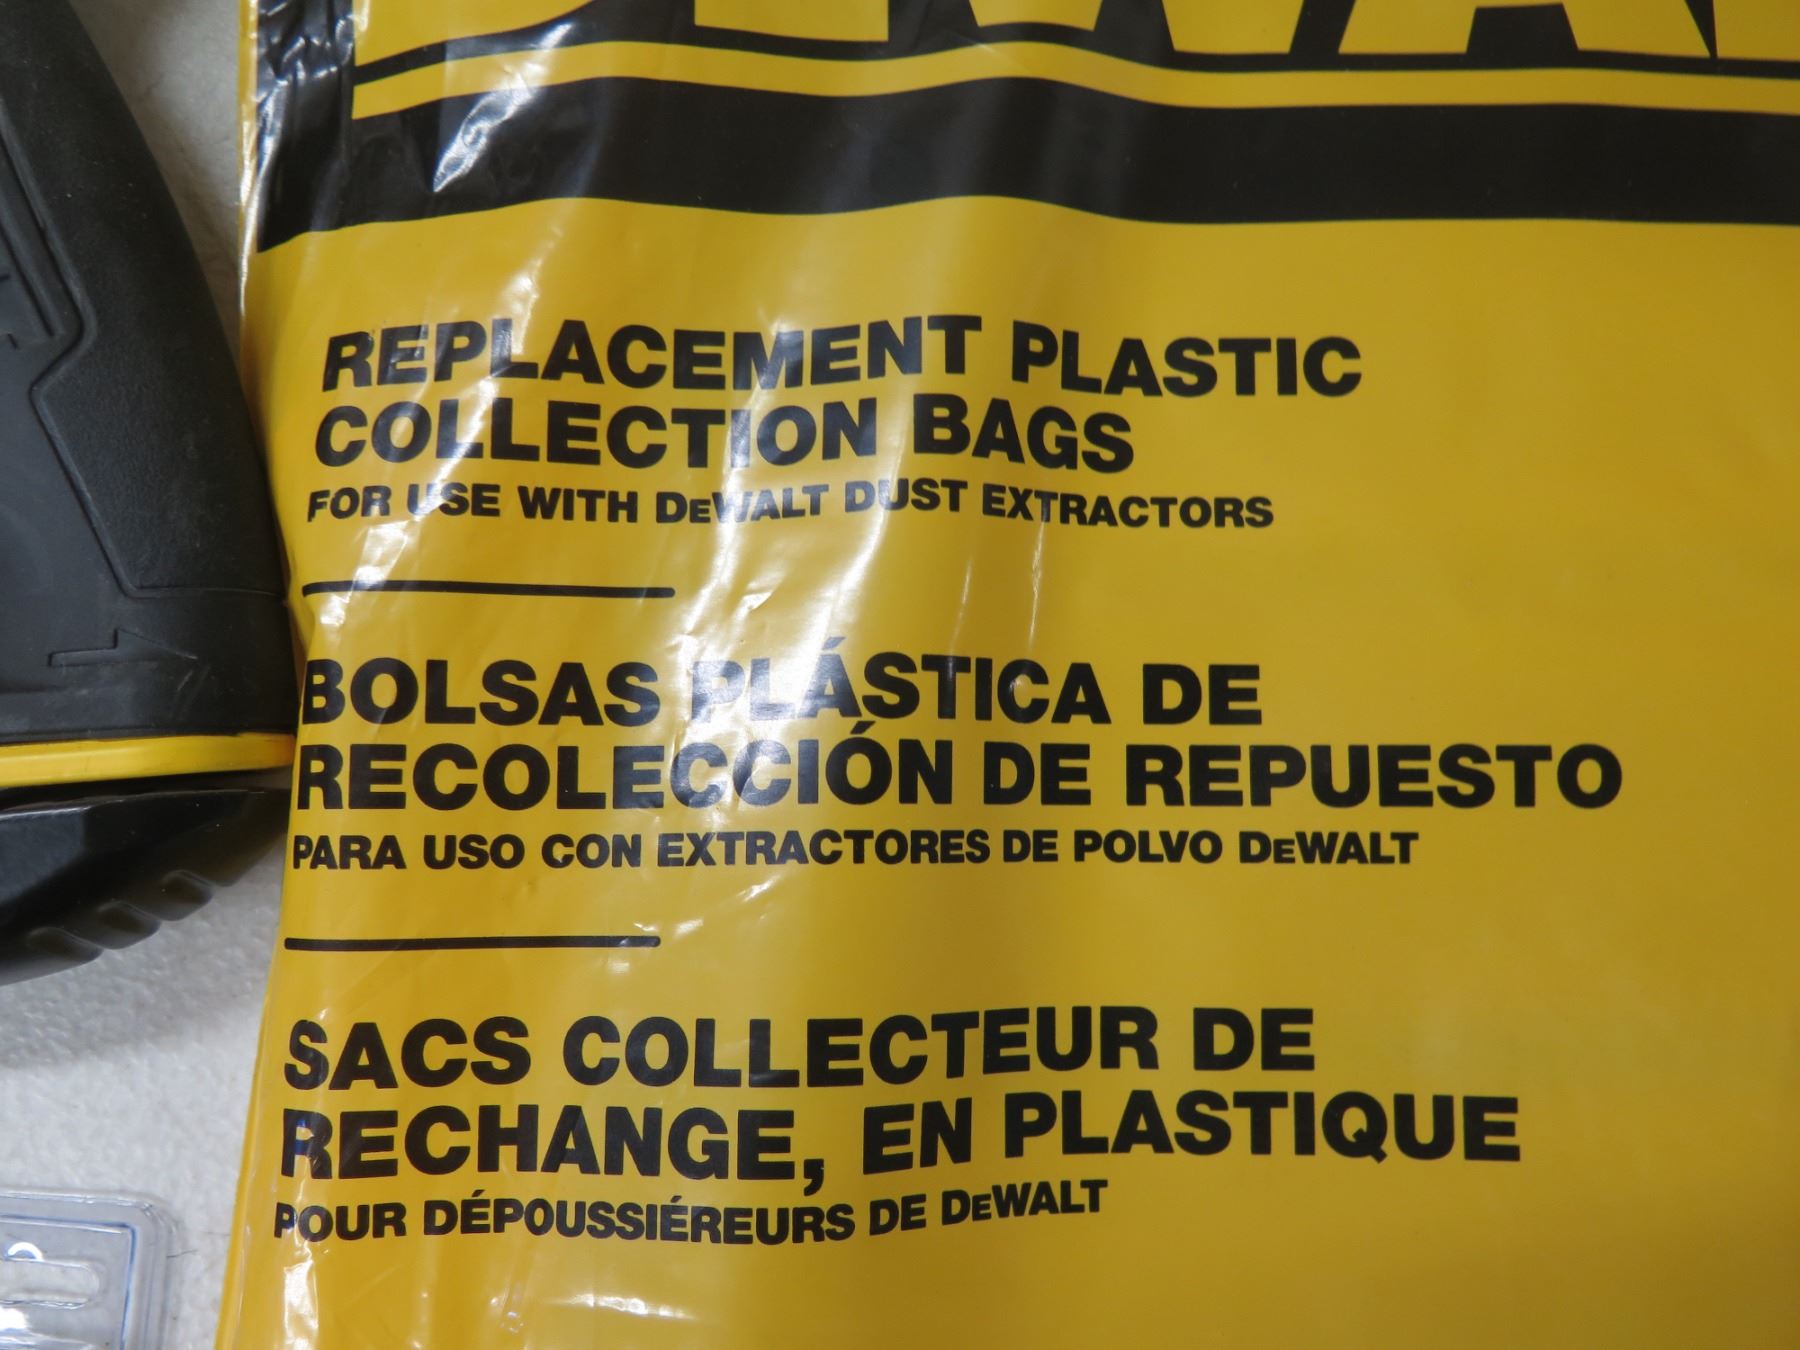 REPLACEMENT PLASTIC
COLLECTION BAGS
FOR USE WITH DEWALT DUST EXTRACTORS
BOLSAS PLÁSTICA DE
RECOLECCIÓN DE REPUESTO
PARA USO CON EXTRACTORES DE POLVO DEWALT
SACS COLLECTEUR DE
RECHANGE, EN PLASTIQUE
POUR DÉPOUSSIÉREURS DE DEWALT